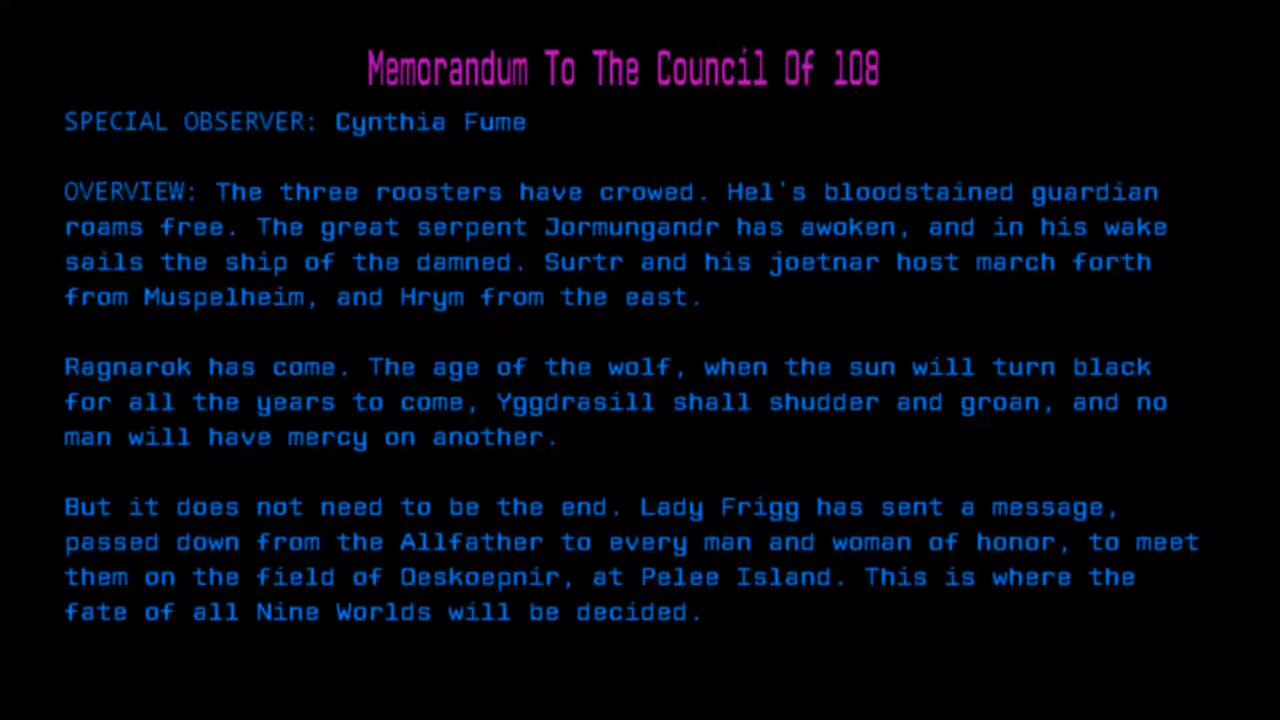 Memorandum To The Council Of 108
SPECIAL OBSERVER: Cynthia Fume
OVERVIEW: The three roosters have crowed. Hel's bloodstained guardian
roams free. The great serpent Jormungandr has awoken, and in his wake
sails the ship of the damned. Surtr and his joetnar host march forth
from Muspelheim, and Hrym from the east.
Ragnarok has come. The age of the wolf, when the sun will turn black
for all the years to come, Yggdrasill shall shudder and groan, and no
man will have mercy on another.
But it does not need to be the end. Lady Frigg has sent a message,
passed down from the Allfather to every man and woman of honor, to meet
them on the field of Oeskoepnir, at Pelee Island. This is where the
fate of all Nine Worlds will be decided.